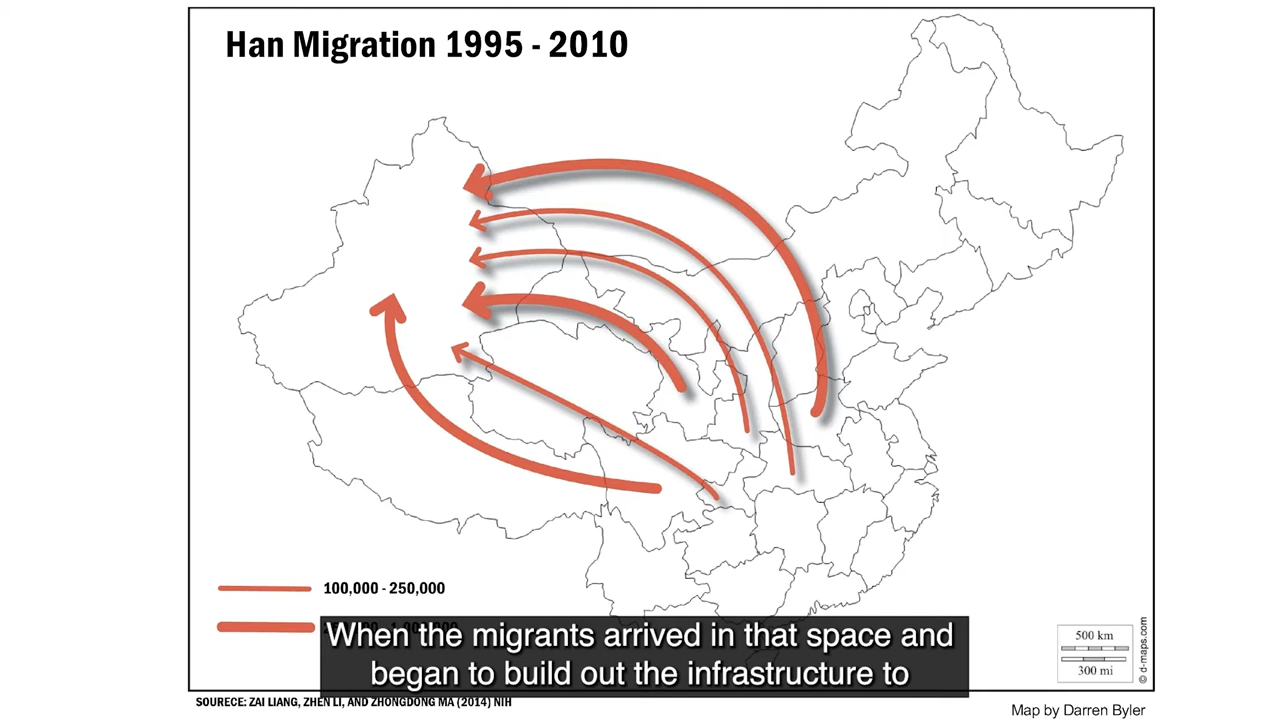 Han Migration 1995 - 2010
100,000 - 250,000
When the migrants arrived in that space and
began to build out the infrastructure to
500 km
300 mi
© d-maps.com
SOURECE: ZAI LIANG, ZHEN LI, AND ZHONGDONG MA (2014) NIH
Map by Darren Byler